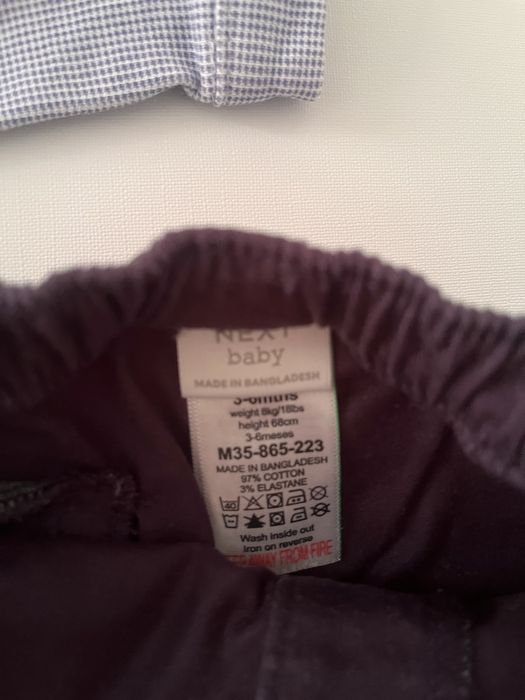 NEXT
baby
MADE IN BANGLADESH
3-6mths
weight 8kg/18lbs
height 68cm
3-6meses
M35-865-223
MADE IN BANGLADESH
97% COTTON
3% ELASTANE
40
Wash inside out
Iron on reverse
AWAY FROM FIRE